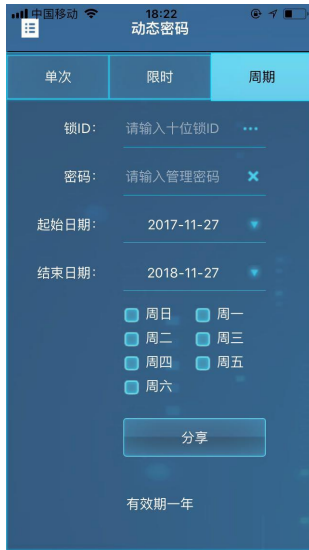 中国移动 18:22
动态密码
单次 限时 周期
锁ID: 请输入十位锁ID
密码: 请输入管理密码
起始日期: 2017-11-27
结束日期: 2018-11-27
周日 周一
周二 周三
周四 周五
周六
分享
有效期一年